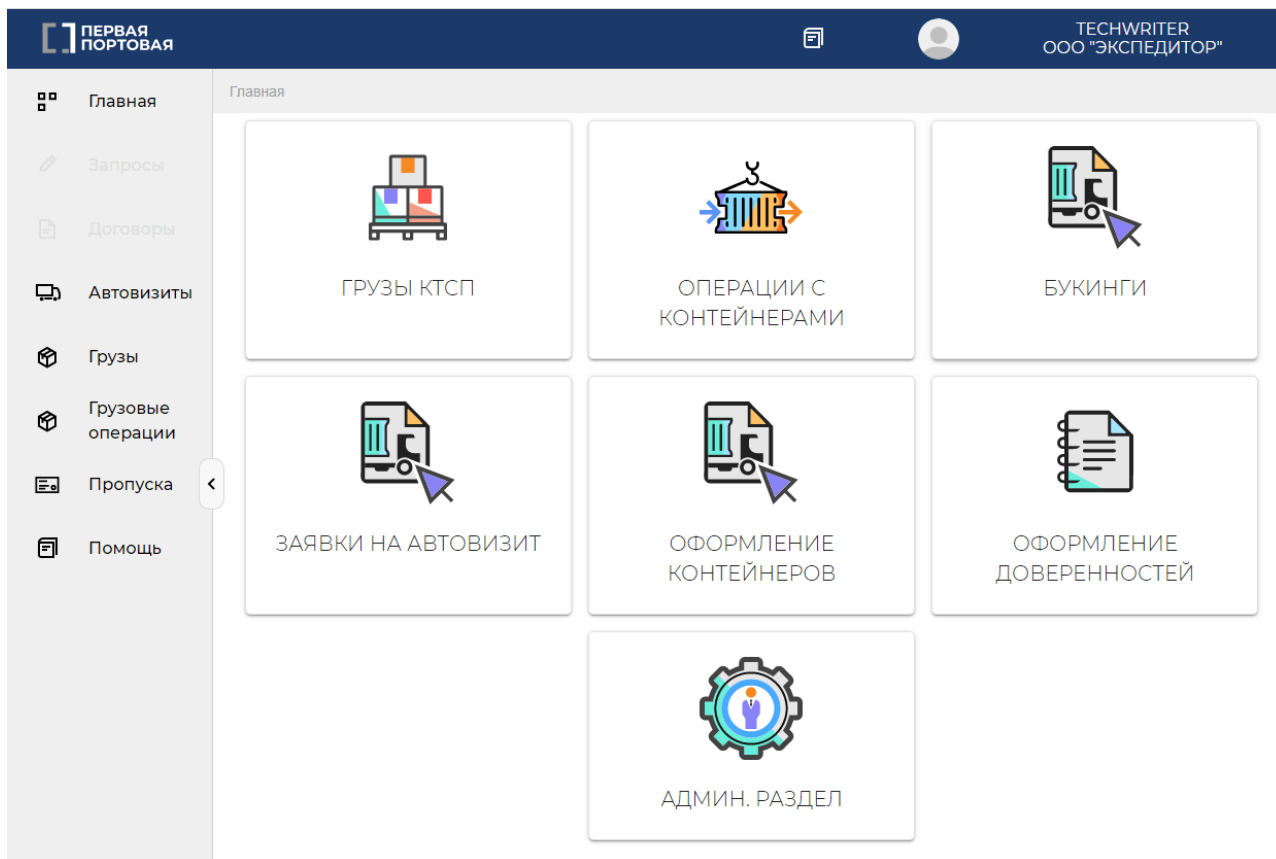 ПЕРВАЯ
ПОРТОВАЯ
TECHWRITER
ООО "ЭКСПЕДИТОР"
Главная
Запросы
Договоры
Автовизиты
Грузы
Грузовые
операции
Пропуска
Помощь
Главная
ГРУЗЫ КТСП
ОПЕРАЦИИ С
КОНТЕЙНЕРАМИ
БУКИНГИ
ЗАЯВКИ НА АВТОВИЗИТ
ОФОРМЛЕНИЕ
КОНТЕЙНЕРОВ
ОФОРМЛЕНИЕ
ДОВЕРЕННОСТЕЙ
АДМИН. РАЗДЕЛ